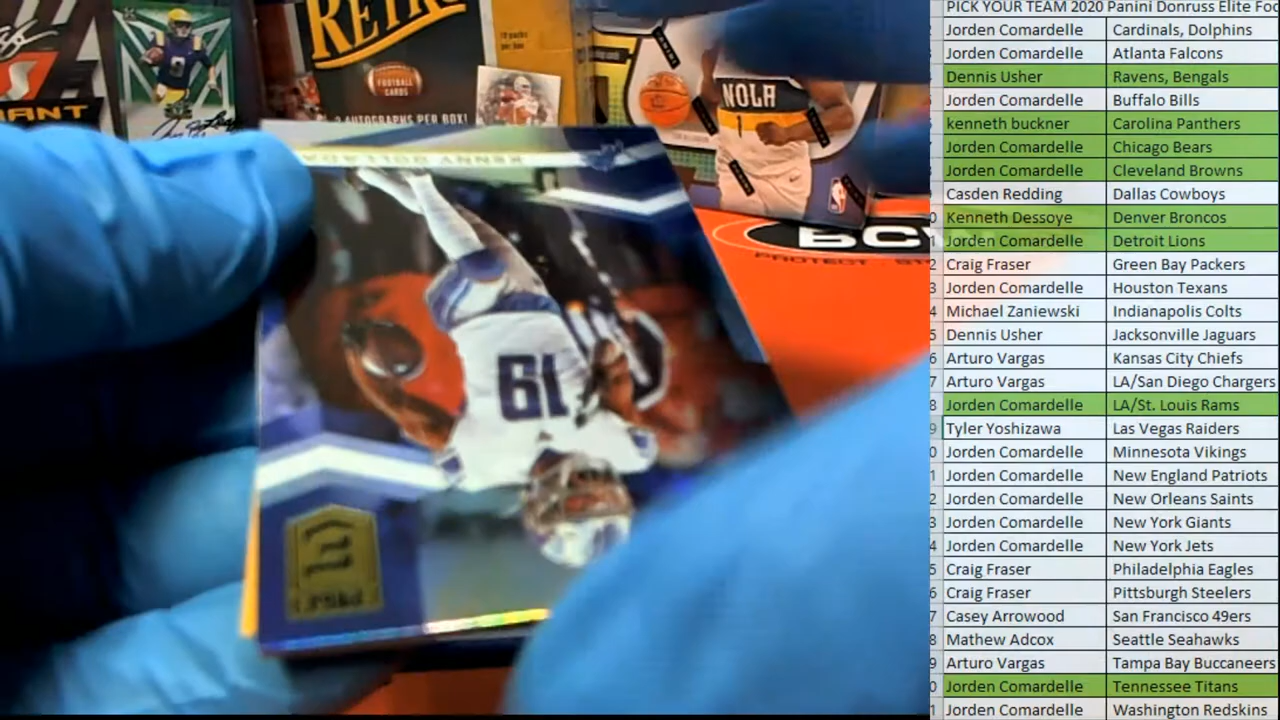 RETRO
FOOTBALL CARDS
2 AUTOGRAPHS PER BOX!
NOLA
1
NBA
KENNY GOLLADAY
19
PROTECT
PICK YOUR TEAM 2020 Panini Donruss Elite Foo
Jorden Comardelle Cardinals, Dolphins
Jorden Comardelle Atlanta Falcons
Dennis Usher Ravens, Bengals
Jorden Comardelle Buffalo Bills
kenneth buckner Carolina Panthers
Jorden Comardelle Chicago Bears
Jorden Comardelle Cleveland Browns
Casden Redding Dallas Cowboys
Kenneth Dessoye Denver Broncos
Jorden Comardelle Detroit Lions
Craig Fraser Green Bay Packers
Jorden Comardelle Houston Texans
Michael Zaniewski Indianapolis Colts
Dennis Usher Jacksonville Jaguars
Arturo Vargas Kansas City Chiefs
Arturo Vargas LA/San Diego Chargers
Jorden Comardelle LA/St. Louis Rams
Tyler Yoshizawa Las Vegas Raiders
Jorden Comardelle Minnesota Vikings
Jorden Comardelle New England Patriots
Jorden Comardelle New Orleans Saints
Jorden Comardelle New York Giants
Jorden Comardelle New York Jets
Craig Fraser Philadelphia Eagles
Craig Fraser Pittsburgh Steelers
Casey Arrowood San Francisco 49ers
Mathew Adcox Seattle Seahawks
Arturo Vargas Tampa Bay Buccaneers
Jorden Comardelle Tennessee Titans
Jorden Comardelle Washington Redskins